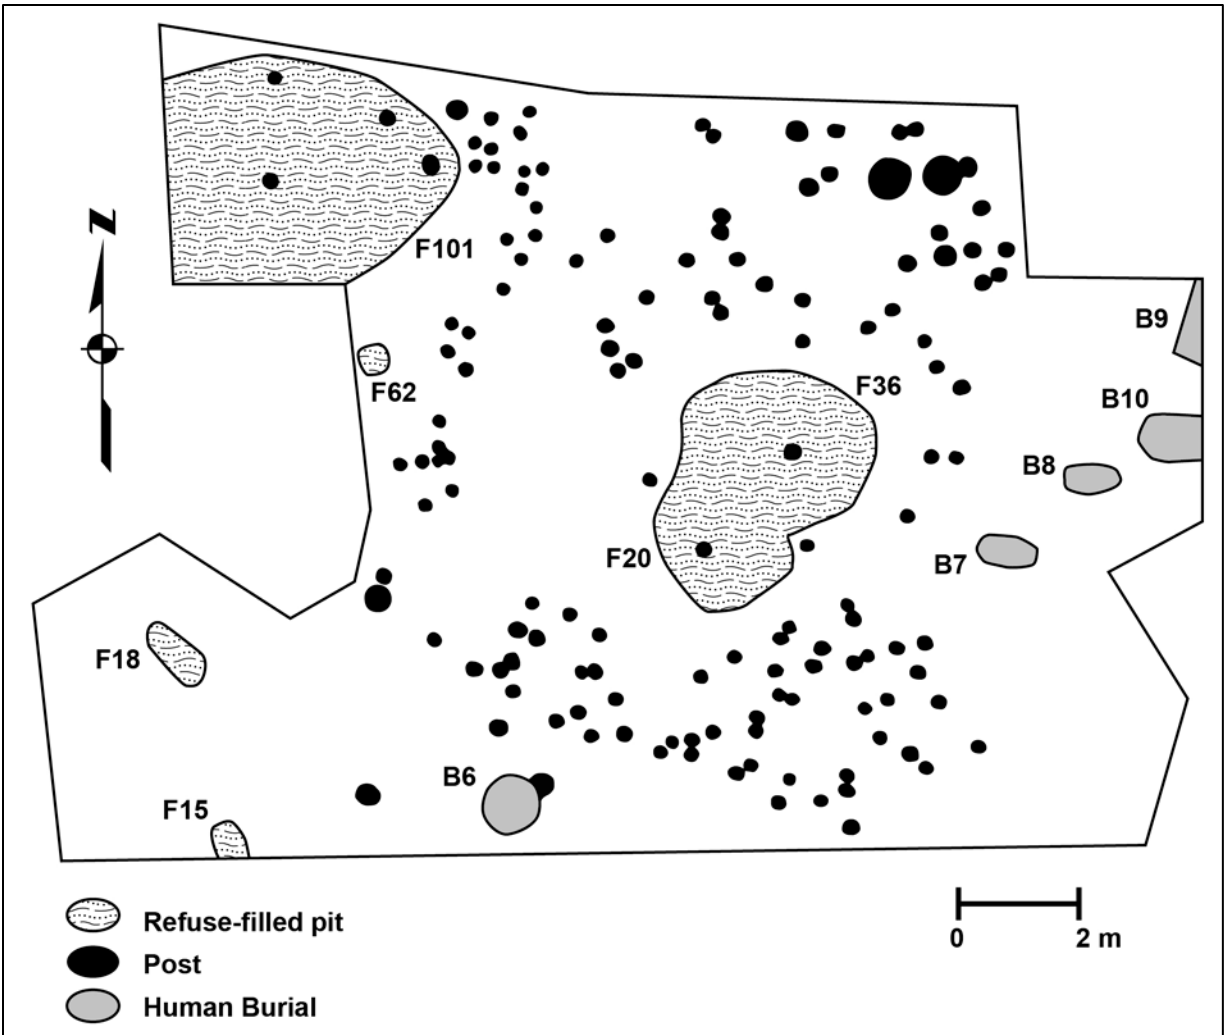 N
F101
B9
F62
F36
B10
B8
F20
B7
F18
B6
F15
Refuse-filled pit
Post
Human Burial
0 2 m